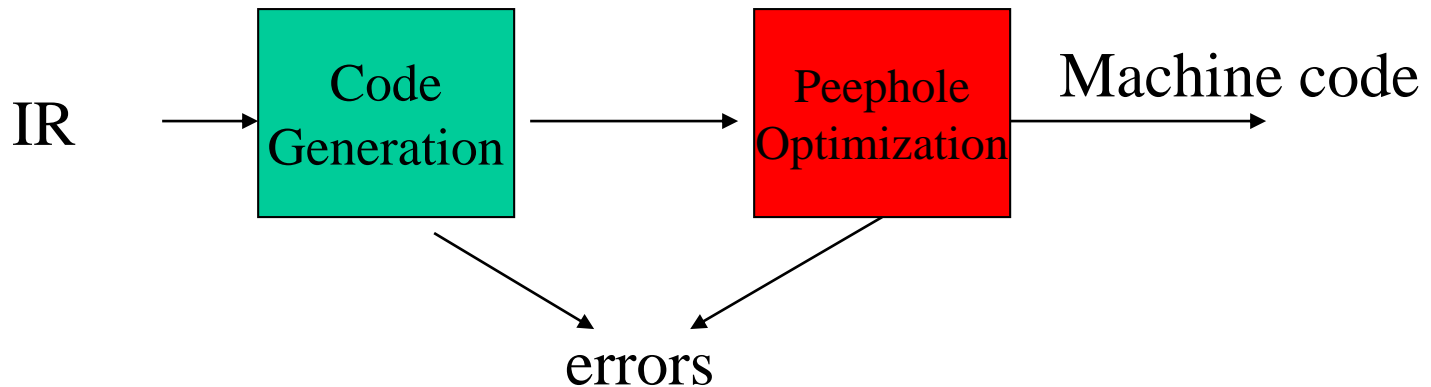 IR
Code
Generation
Peephole
Optimization
Machine code
errors